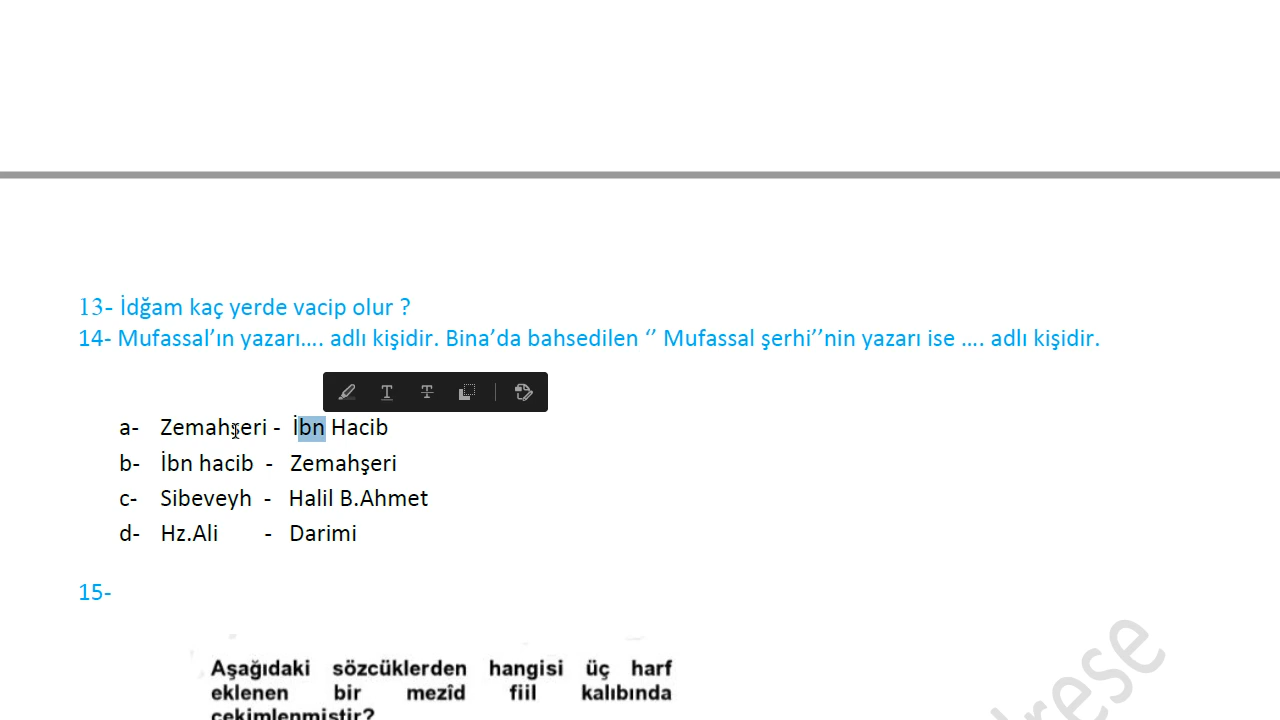 13- İdğam kaç yerde vacip olur ?
14- Mufassal’ın yazarı.... adlı kişidir. Bina’da bahsedilen ‘’ Mufassal şerhi’’nin yazarı ise .... adlı kişidir.
a- Zemahşeri - İbn Hacib
b- İbn hacib - Zemahşeri
c- Sibeveyh - Halil B.Ahmet
d- Hz.Ali - Darimi
15-
Aşağıdaki sözcüklerden hangisi üç harf
eklenen bir mezîd fiil kalıbında
çekimlenmiştir?